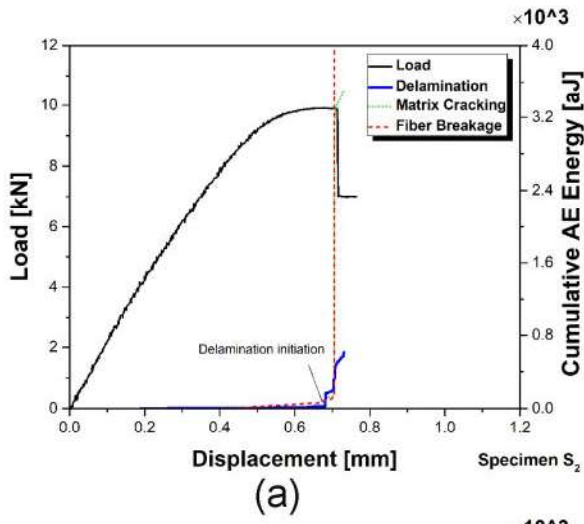 ×10^3
12
10
8
6
4
2
0
Load [kN]
4.0
3.2
2.4
1.6
0.8
0.0
Cumulative AE Energy [aJ]
Load
Delamination
Matrix Cracking
Fiber Breakage
Delamination initiation
0.0
0.2
0.4
0.6
0.8
1.0
1.2
Displacement [mm]
Specimen S₂
(a)